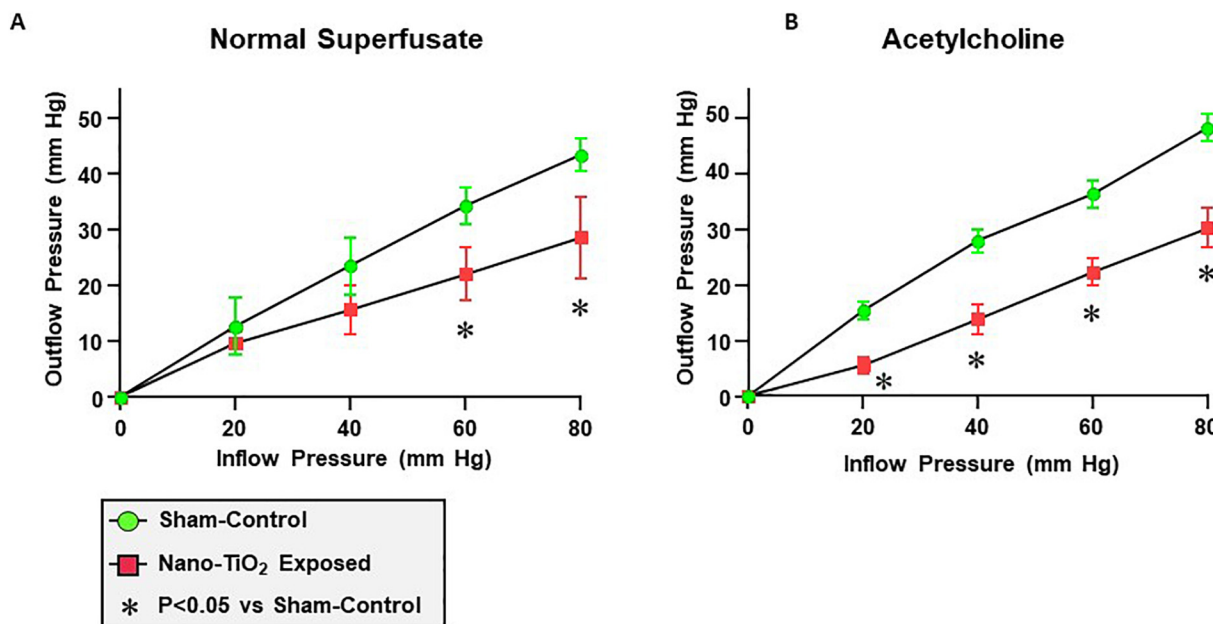 A
Normal Superfusate
Outflow Pressure (mm Hg)
50
40
30
20
10
0
*
*
0 20 40 60 80
Inflow Pressure (mm Hg)
B
Acetylcholine
Outflow Pressure (mm Hg)
50
40
30
20
10
0
*
*
*
*
0 20 40 60 80
Inflow Pressure (mm Hg)
Sham-Control
Nano-TiO₂ Exposed
* P<0.05 vs Sham-Control